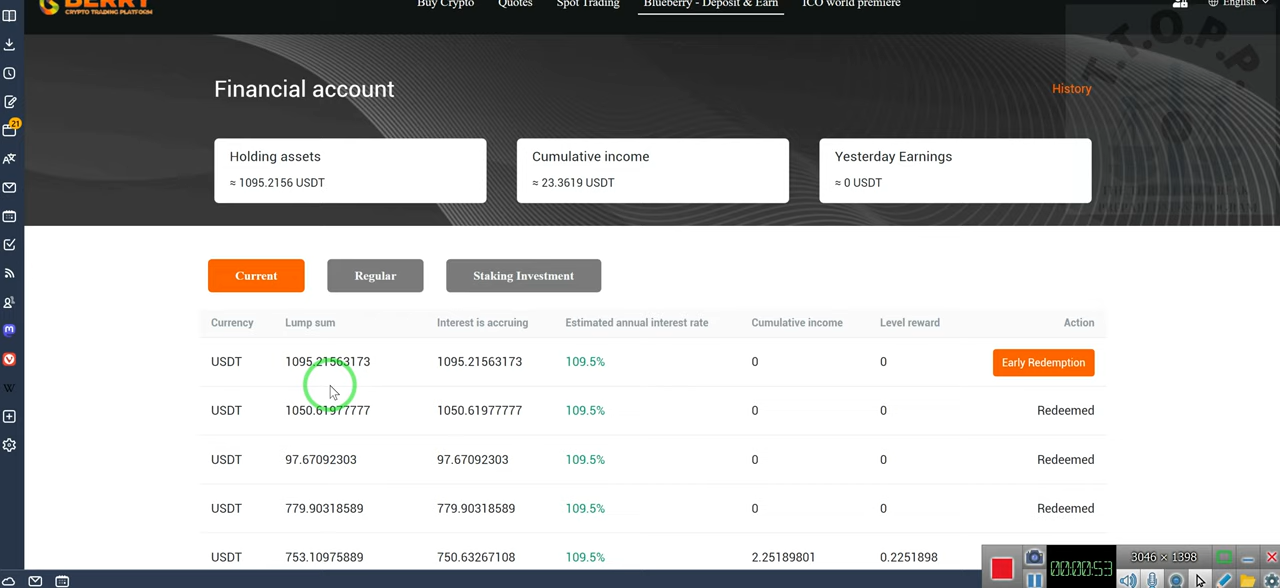 BERRY
CRYPTO TRADING PLATFORM
Buy Crypto Quotes Spot Trading Blueberry - Deposit & Earn ICO world premiere English
Financial account
History
Holding assets Cumulative income Yesterday Earnings
≈ 1095.2156 USDT ≈ 23.3619 USDT ≈ 0 USDT
Current Regular Staking Investment
Currency Lump sum Interest is accruing Estimated annual interest rate Cumulative income Level reward Action
USDT 1095.21563173 1095.21563173 109.5% 0 0 Early Redemption
USDT 1050.61977777 1050.61977777 109.5% 0 0 Redeemed
USDT 97.67092303 97.67092303 109.5% 0 0 Redeemed
USDT 779.90318589 779.90318589 109.5% 0 0 Redeemed
USDT 753.10975889 750.63267108 109.5% 2.25189801 0.2251898
21
W
00:00:53
3046 × 1398